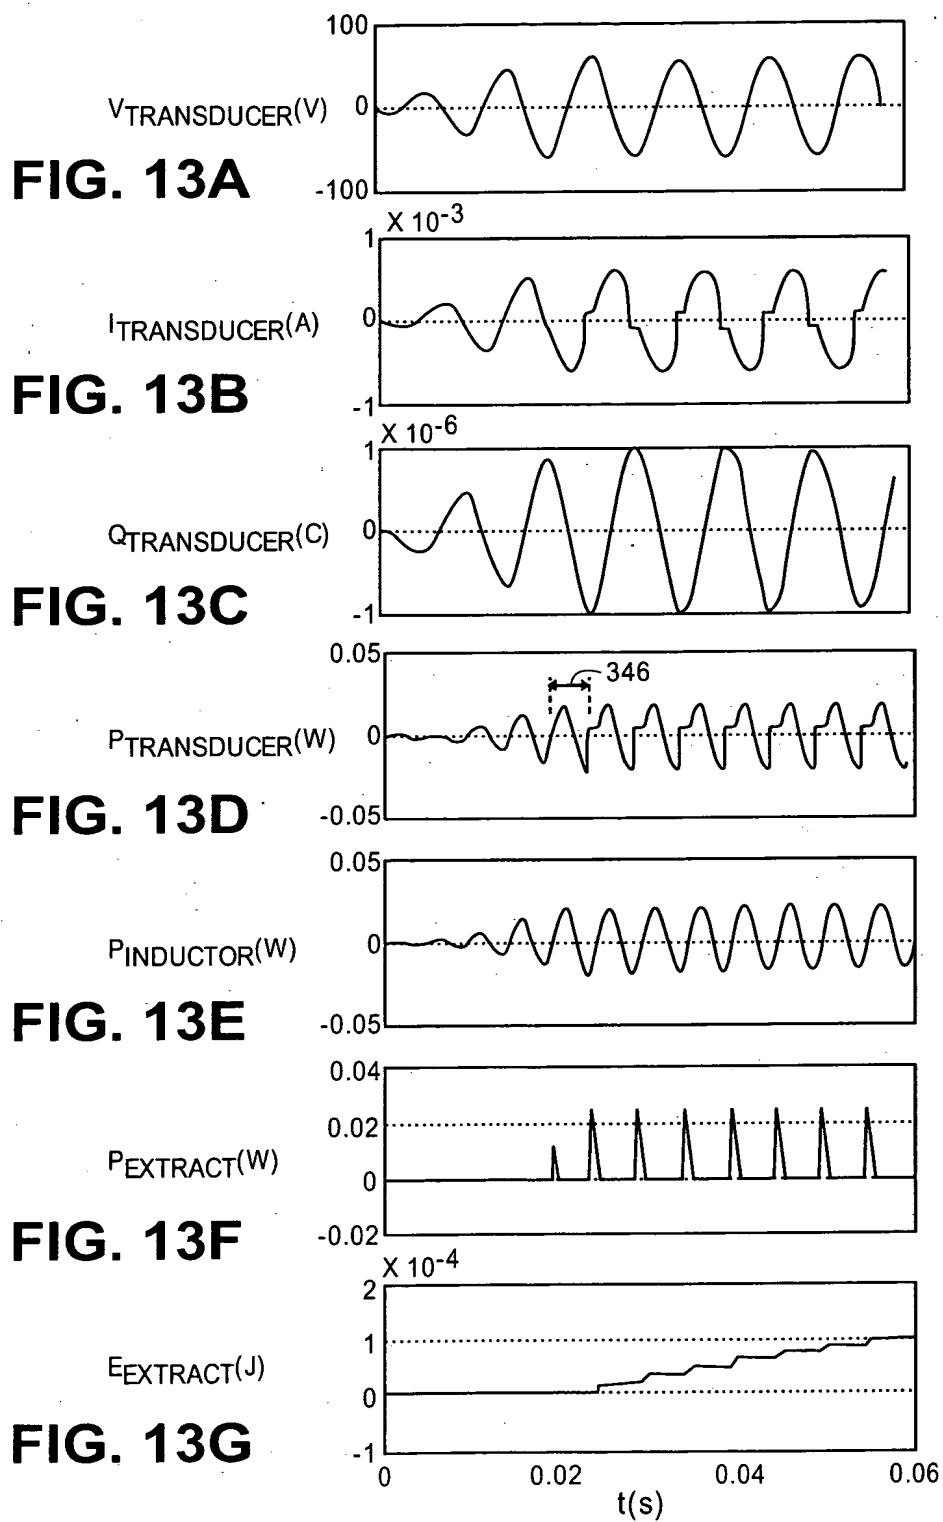 100
VTRANSDUCER(V)
0
FIG. 13A
-100
X 10-3
1
ITRANSDUCER(A)
0
FIG. 13B
-1
X 10-6
1
QTRANSDUCER(C)
0
FIG. 13C
-1
0.05
346
PTRANSDUCER(W)
0
FIG. 13D
-0.05
0.05
PINDUCTOR(W)
0
FIG. 13E
-0.05
0.04
0.02
PEXTRACT(W)
0
FIG. 13F
-0.02
X 10-4
2
1
EEXTRACT(J)
0
FIG. 13G
-1
0 0.02 0.04 0.06
t(s)